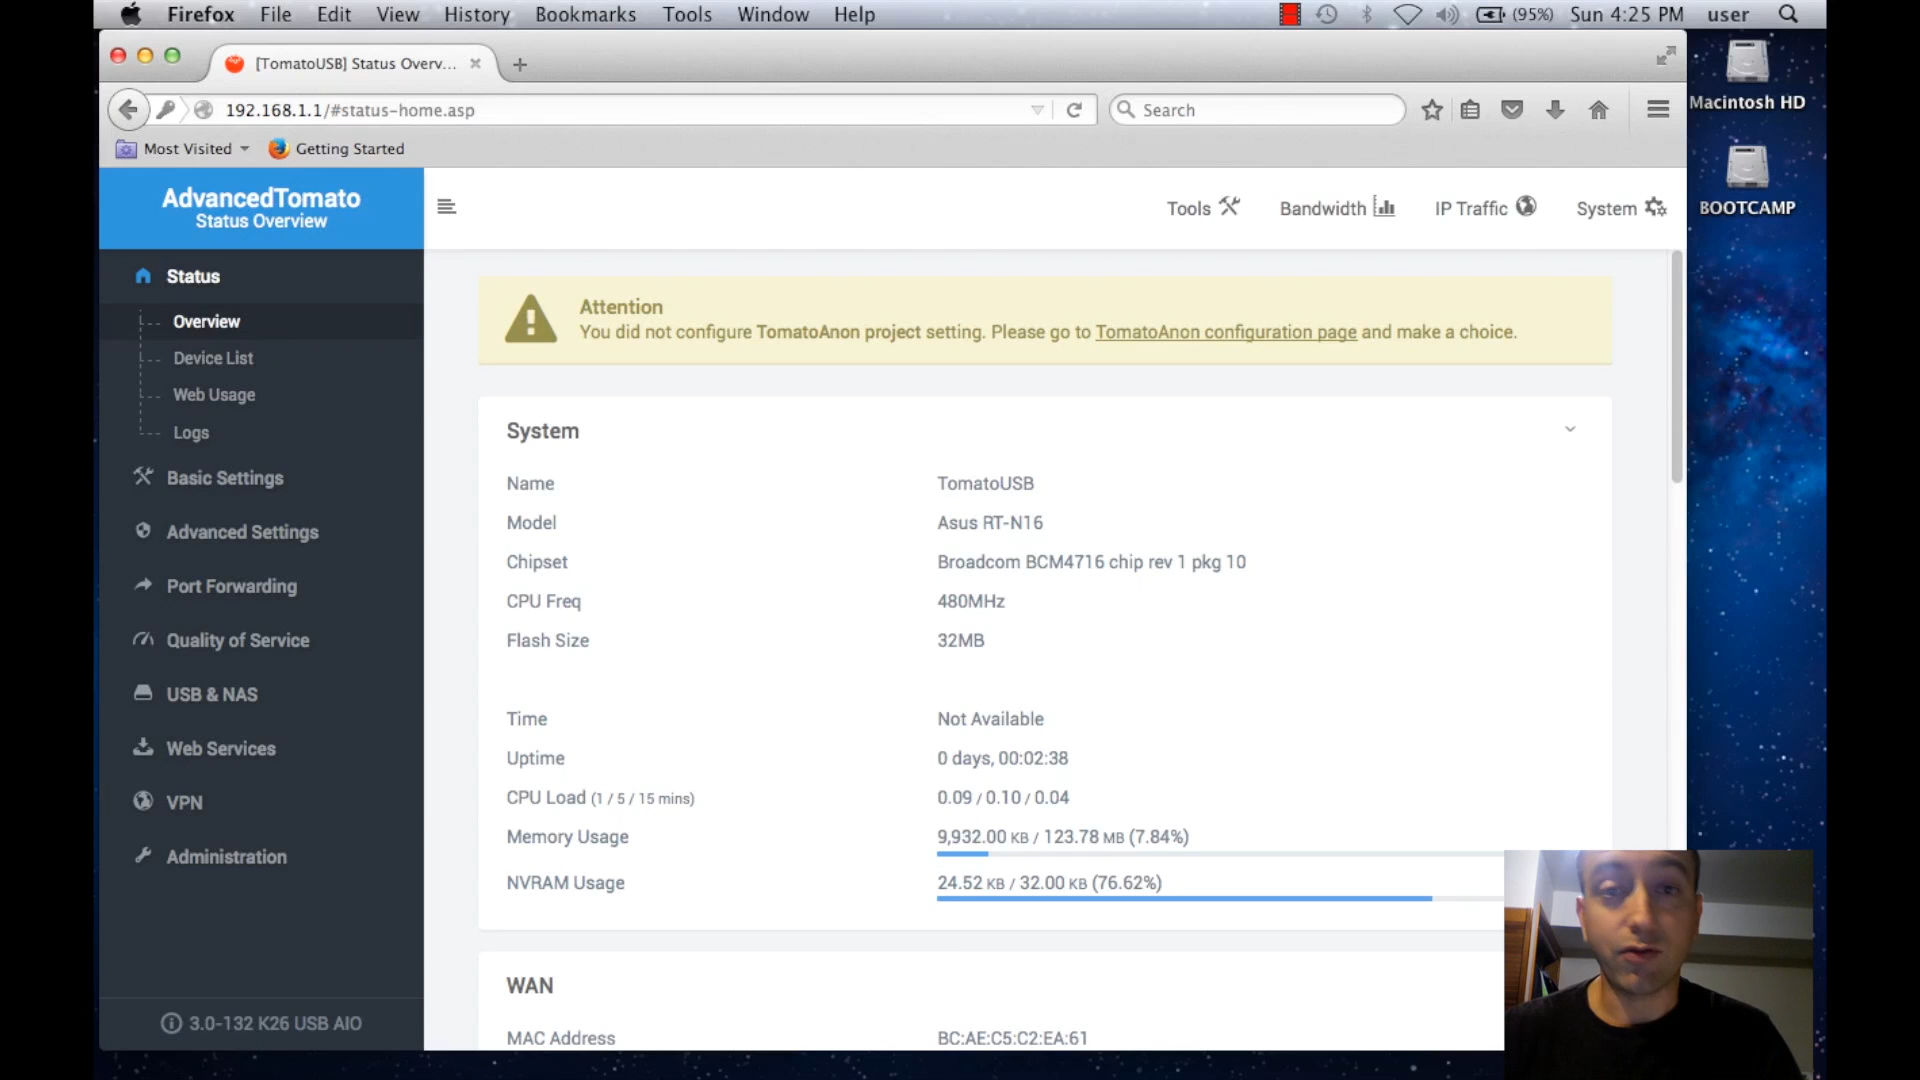 Firefox File Edit View History Bookmarks Tools Window Help (95%) Sun 4:25 PM user
[TomatoUSB] Status Overv...
192.168.1.1/#status-home.asp Search
Most Visited Getting Started
Macintosh HD
BOOTCAMP
AdvancedTomato
Status Overview
Tools Bandwidth IP Traffic System
Status
Overview
Device List
Web Usage
Logs
Basic Settings
Advanced Settings
Port Forwarding
Quality of Service
USB & NAS
Web Services
VPN
Administration
3.0-132 K26 USB AIO
Attention
You did not configure TomatoAnon project setting. Please go to TomatoAnon configuration page and make a choice.
System
Name TomatoUSB
Model Asus RT-N16
Chipset Broadcom BCM4716 chip rev 1 pkg 10
CPU Freq 480MHz
Flash Size 32MB
Time Not Available
Uptime 0 days, 00:02:38
CPU Load (1 / 5 / 15 mins) 0.09 / 0.10 / 0.04
Memory Usage 9,932.00 KB / 123.78 MB (7.84%)
NVRAM Usage 24.52 KB / 32.00 KB (76.62%)
WAN
MAC Address BC:AE:C5:C2:EA:61